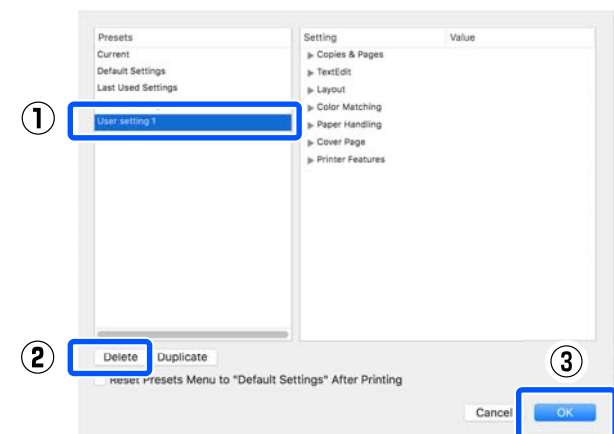 Presets
Setting
Value
Current
Default Settings
Last Used Settings
User setting 1
Copies & Pages
TextEdit
Layout
Color Matching
Paper Handling
Cover Page
Printer Features
①
②
Delete
Duplicate
③
Reset Presets Menu to "Default Settings" After Printing
Cancel
OK